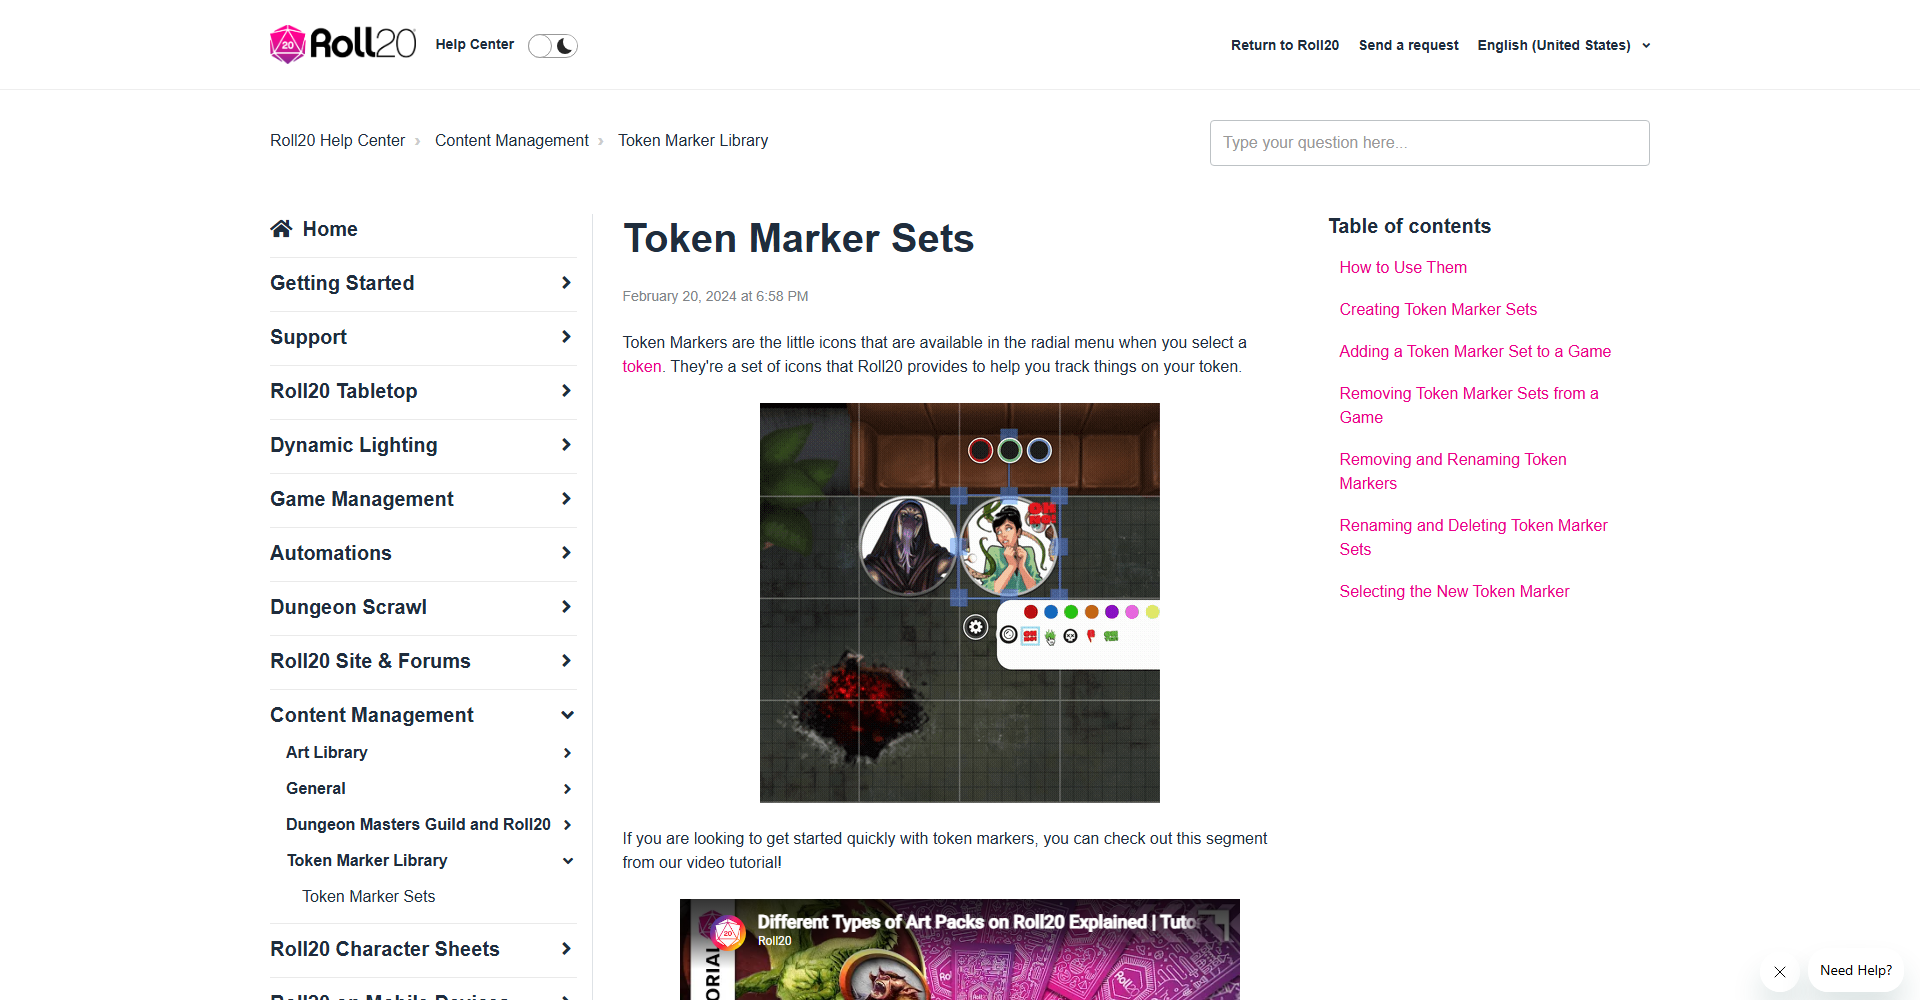 Roll20 Help Center
Return to Roll20 Send a request English (United States)
Roll20 Help Center › Content Management › Token Marker Library
Type your question here...
Home
Getting Started
Support
Roll20 Tabletop
Dynamic Lighting
Game Management
Automations
Dungeon Scrawl
Roll20 Site & Forums
Content Management
Art Library
General
Dungeon Masters Guild and Roll20
Token Marker Library
Token Marker Sets
Roll20 Character Sheets
Roll20 on Mobile Devices
Token Marker Sets
February 20, 2024 at 6:58 PM
Token Markers are the little icons that are available in the radial menu when you select a
token. They're a set of icons that Roll20 provides to help you track things on your token.
OH
NO!
If you are looking to get started quickly with token markers, you can check out this segment
from our video tutorial!
Different Types of Art Packs on Roll20 Explained | Tuto
Roll20
ORIAL
Table of contents
How to Use Them
Creating Token Marker Sets
Adding a Token Marker Set to a Game
Removing Token Marker Sets from a
Game
Removing and Renaming Token
Markers
Renaming and Deleting Token Marker
Sets
Selecting the New Token Marker
Need Help?